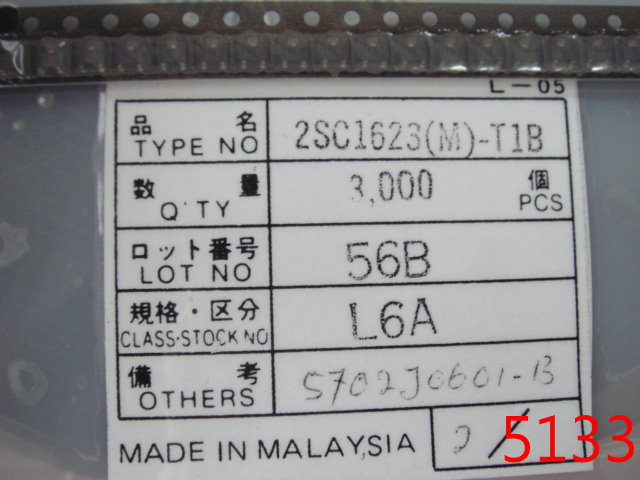 L-05
品名 2SC1623(M)-T1B
TYPE NO
数量 3,000 個
Q'TY PCS
ロット番号 56B
LOT NO
規格・区分 L6A
CLASS・STOCK NO
備考 5702J0601-B
OTHERS
MADE IN MALAYSIA 2/
5133